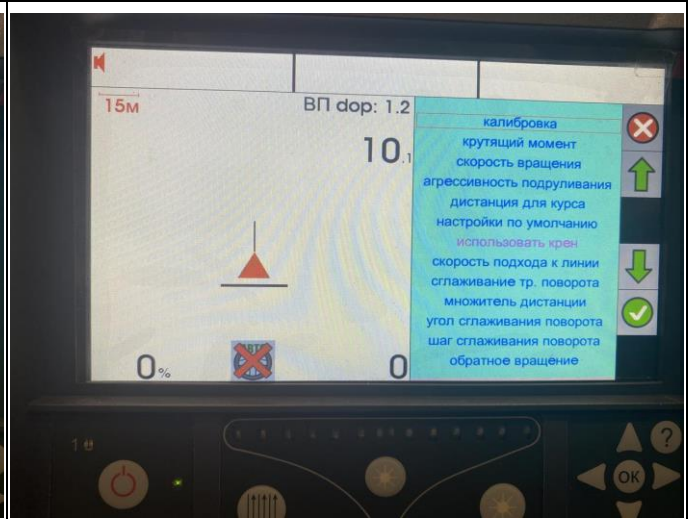 15м
ВП dop: 1.2
10.1
0%
0
калибровка
крутящий момент
скорость вращения
агрессивность подруливания
дистанция для курса
настройки по умолчанию
использовать крен
скорость подхода к линии
сглаживание тр. поворота
множитель дистанции
угол сглаживания поворота
шаг сглаживания поворота
обратное вращение
?
OK